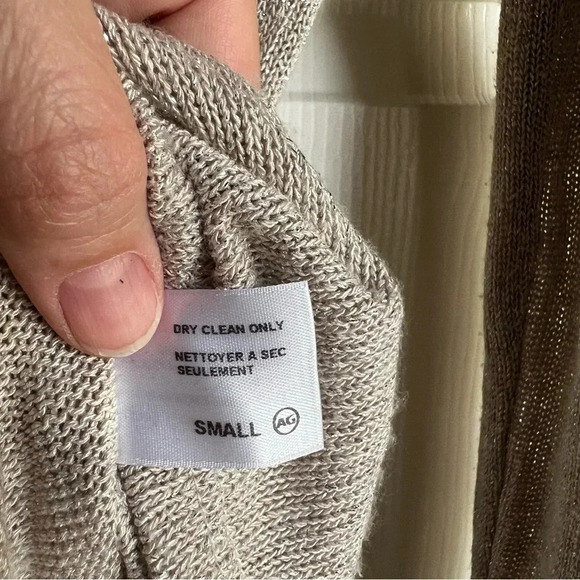 DRY CLEAN ONLY
NETTOYER A SEC
SEULEMENT
SMALL AG